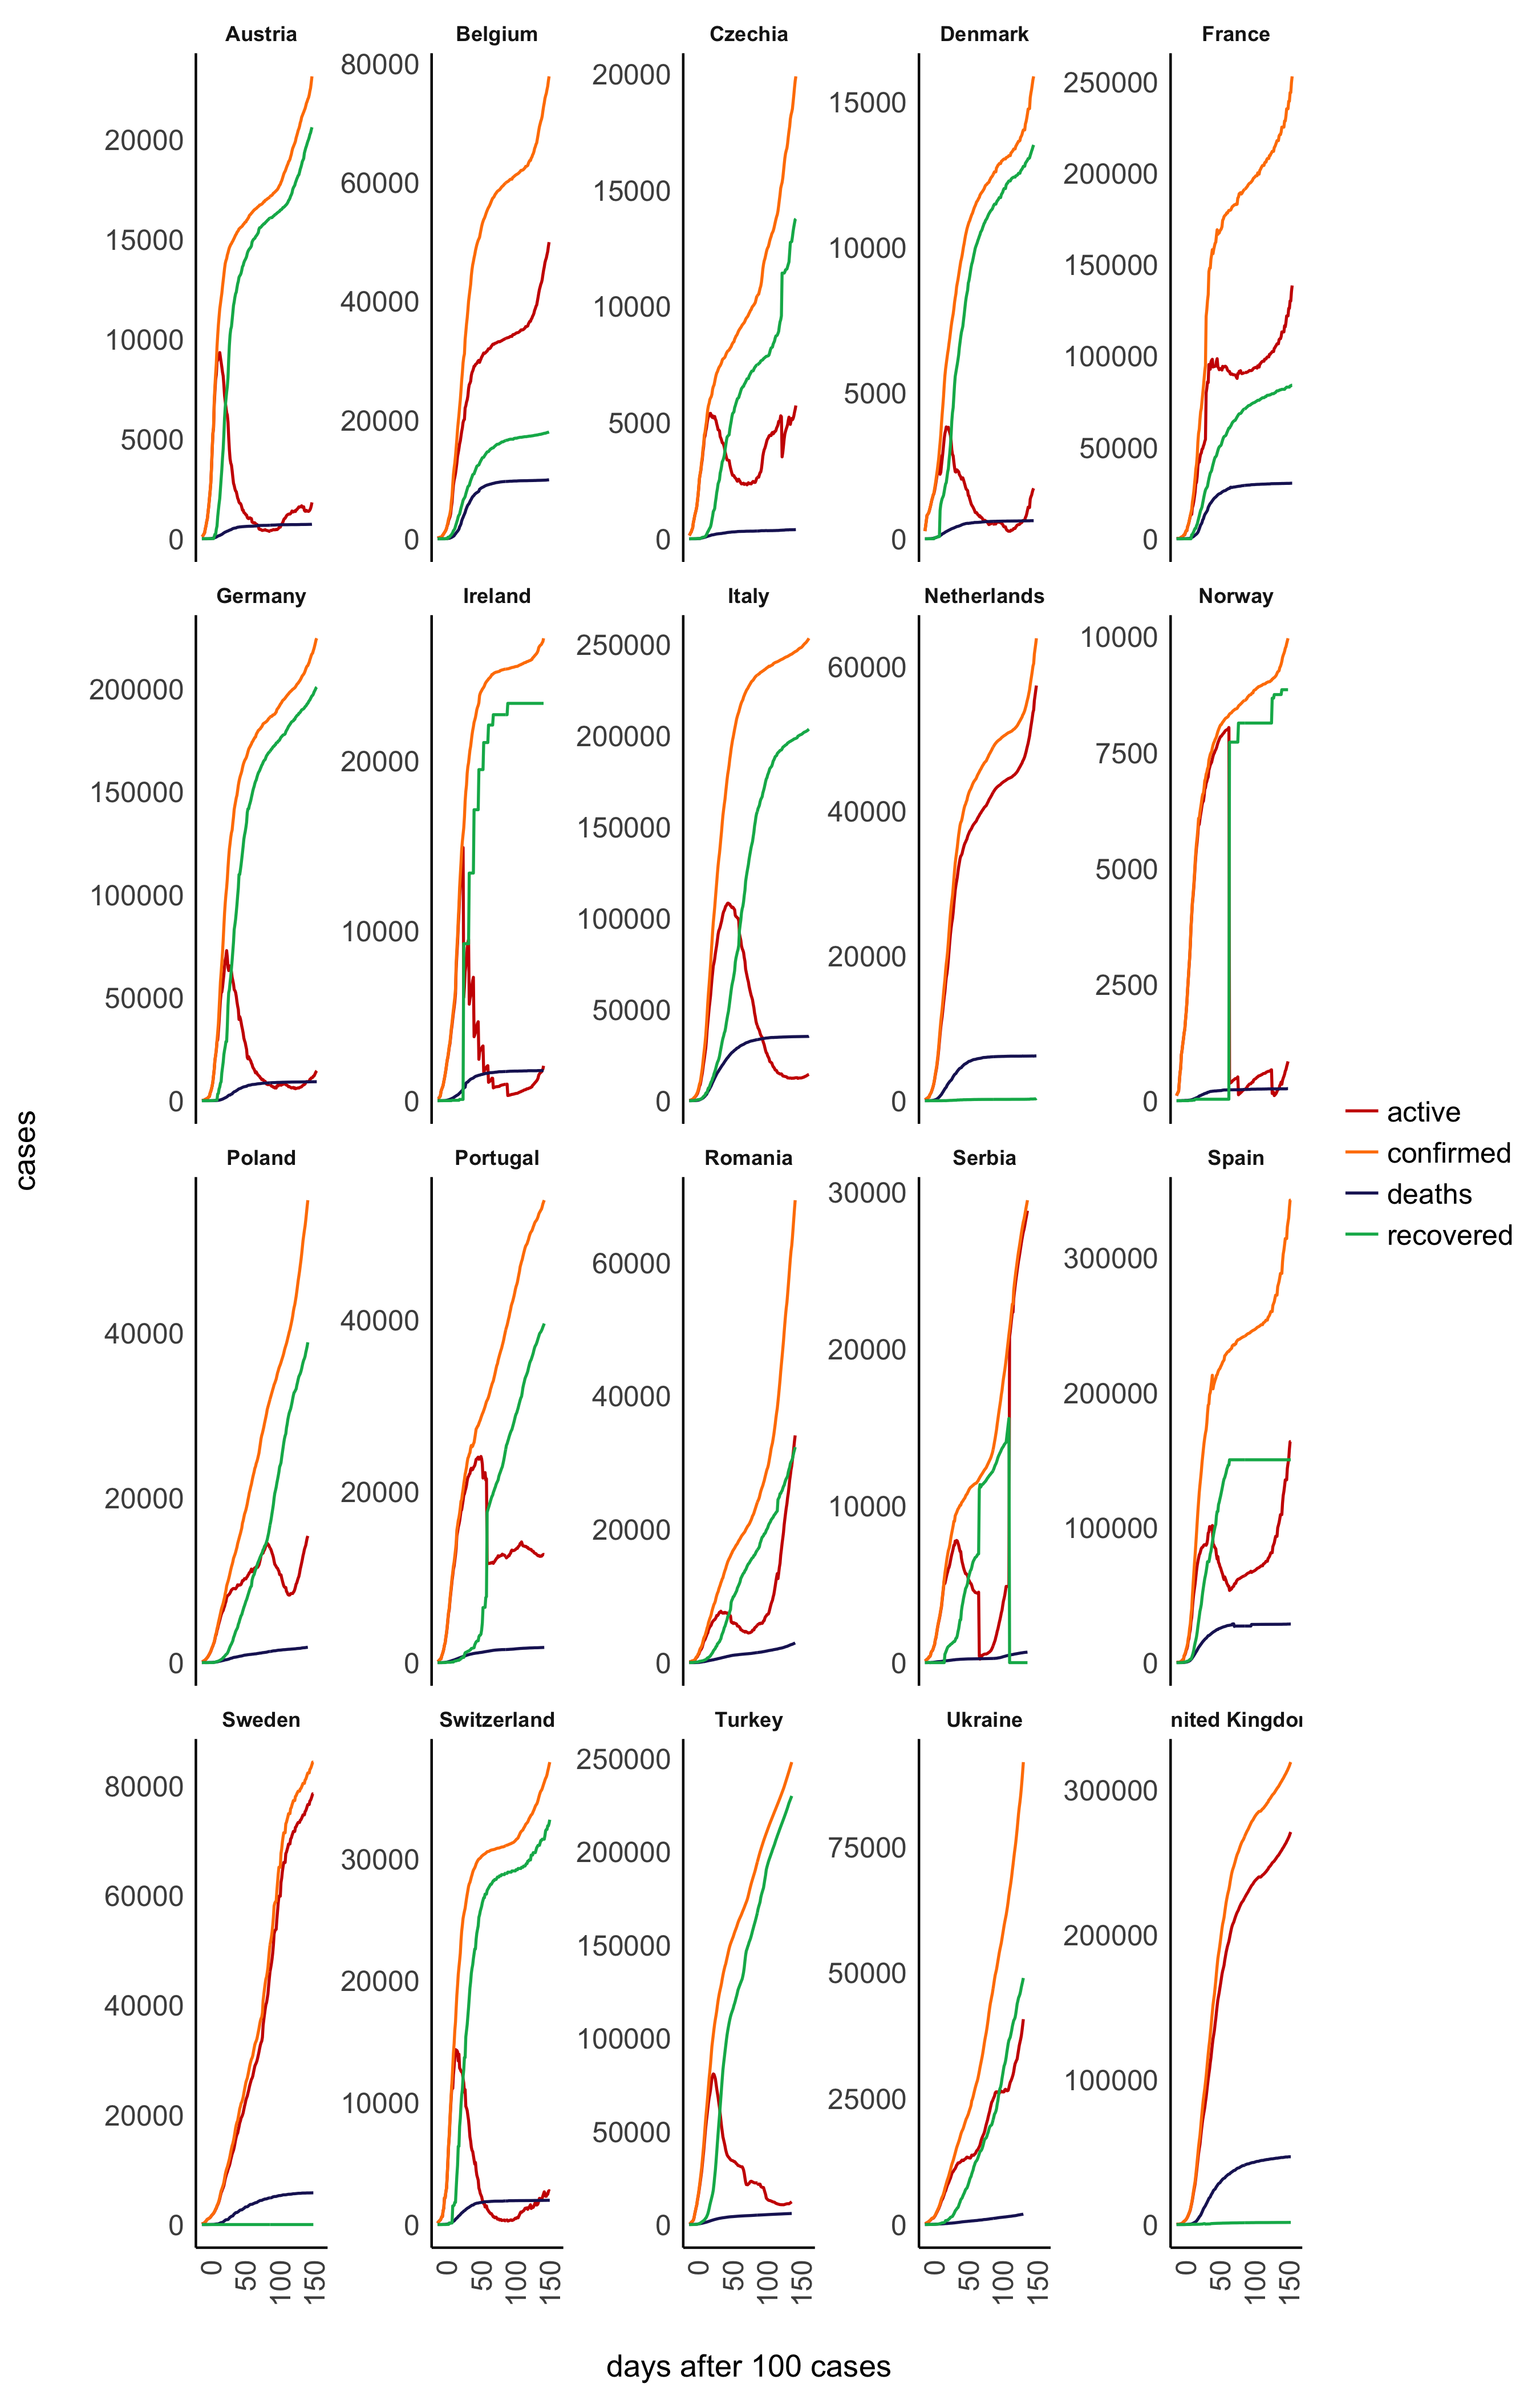 Austria Belgium Czechia Denmark France
20000 15000 10000 5000 0
80000 60000 40000 20000 0
20000 15000 10000 5000 0
15000 10000 5000 0
250000 200000 150000 100000 50000 0
Germany Ireland Italy Netherlands Norway
200000 150000 100000 50000 0
20000 10000 0
250000 200000 150000 100000 50000 0
60000 40000 20000 0
10000 7500 5000 2500 0
Poland Portugal Romania Serbia Spain
40000 20000 0
40000 20000 0
60000 40000 20000 0
30000 20000 10000 0
300000 200000 100000 0
Sweden Switzerland Turkey Ukraine nited Kingdo
80000 60000 40000 20000 0
30000 20000 10000 0
250000 200000 150000 100000 50000 0
75000 50000 25000 0
300000 200000 100000 0
0 50 100 150
0 50 100 150
0 50 100 150
0 50 100 150
0 50 100 150
days after 100 cases
cases
active
confirmed
deaths
recovered